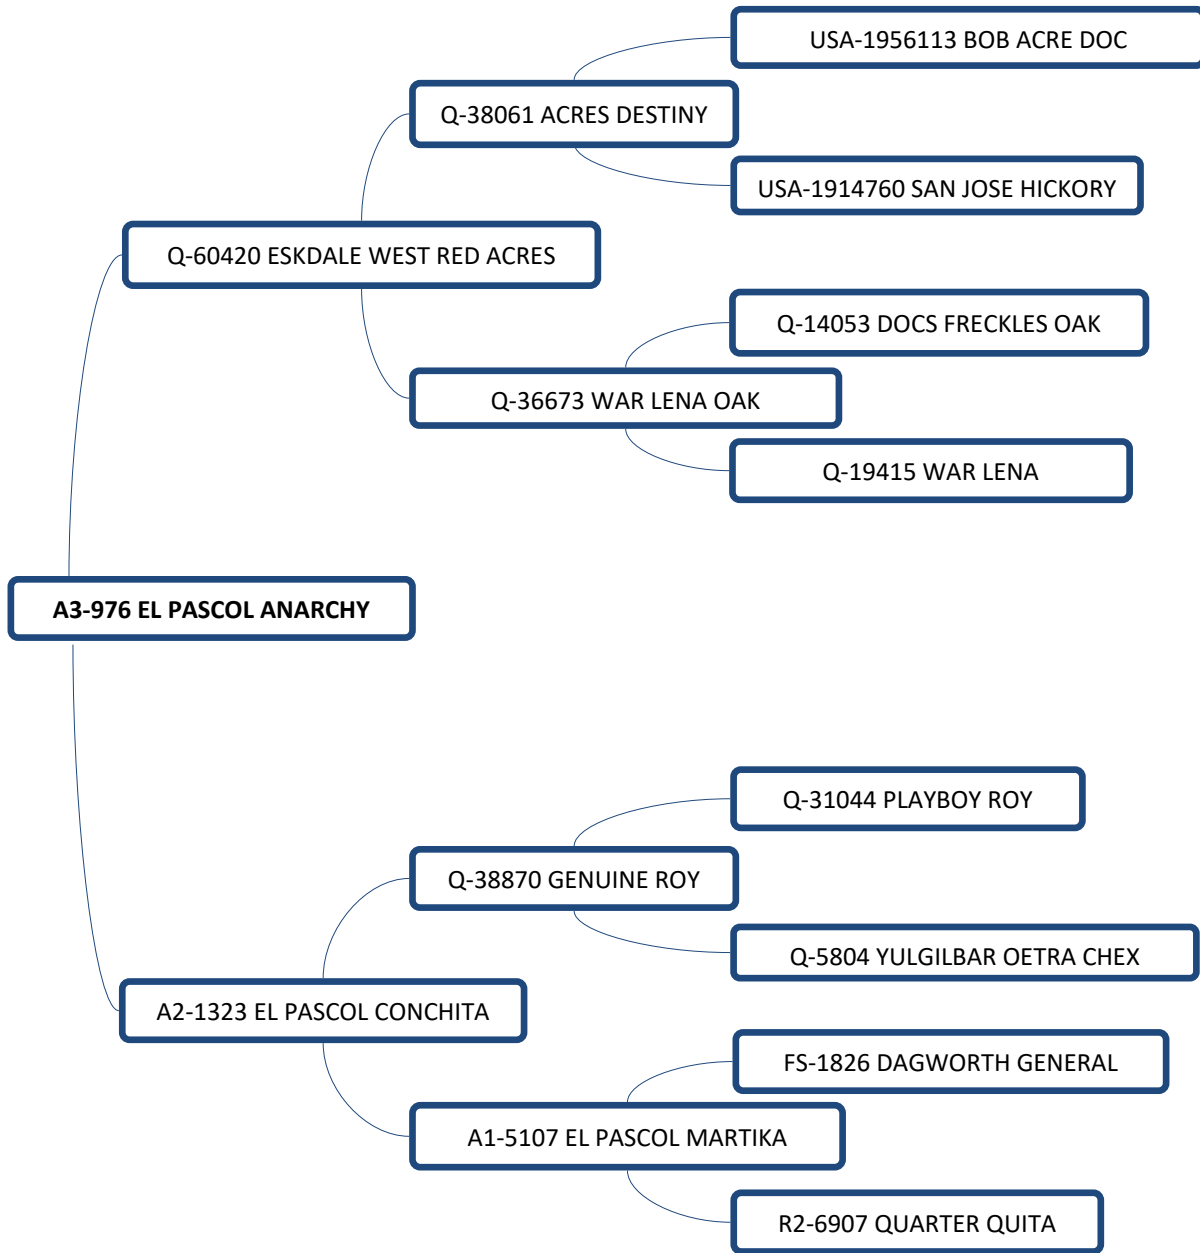 USA-1956113 BOB ACRE DOC
Q-38061 ACRES DESTINY
USA-1914760 SAN JOSE HICKORY
Q-60420 ESKDALE WEST RED ACRES
Q-14053 DOCS FRECKLES OAK
Q-36673 WAR LENA OAK
Q-19415 WAR LENA
A3-976 EL PASCOL ANARCHY
Q-31044 PLAYBOY ROY
Q-38870 GENUINE ROY
Q-5804 YULGILBAR OETRA CHEX
A2-1323 EL PASCOL CONCHITA
FS-1826 DAGWORTH GENERAL
A1-5107 EL PASCOL MARTIKA
R2-6907 QUARTER QUITA